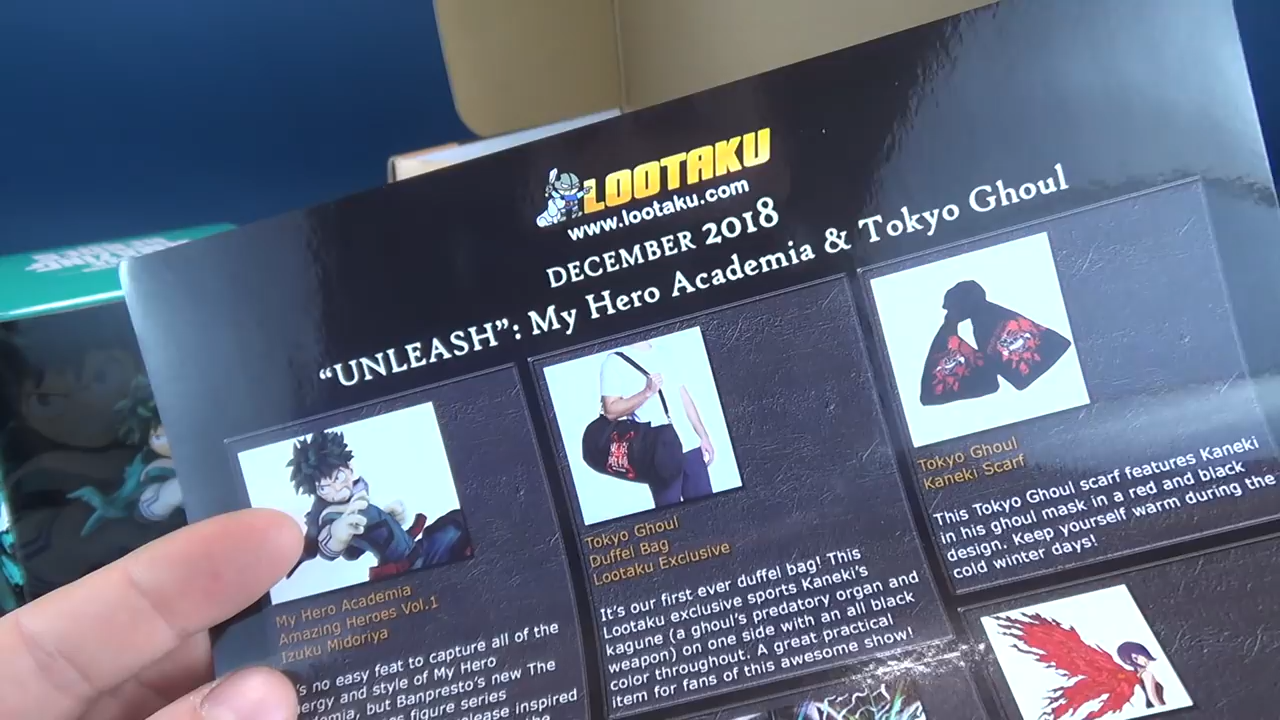 LOOTAKU
www.lootaku.com
DECEMBER 2018
“UNLEASH”: My Hero Academia & Tokyo Ghoul
My Hero Academia
Amazing Heroes Vol.1
Izuku Midoriya
's no easy feat to capture all of the
ergy and style of My Hero
demia, but Banpresto's new The
figure series
release inspired
the
Tokyo Ghoul
Duffel Bag
Lootaku Exclusive
It's our first ever duffel bag! This
Lootaku exclusive sports Kaneki's
kagune (a ghoul's predatory organ and
weapon) on one side with an all black
color throughout. A great practical
item for fans of this awesome show!
Tokyo Ghoul
Kaneki Scarf
This Tokyo Ghoul scarf features Kaneki
in his ghoul mask in a red and black
design. Keep yourself warm during the
cold winter days!